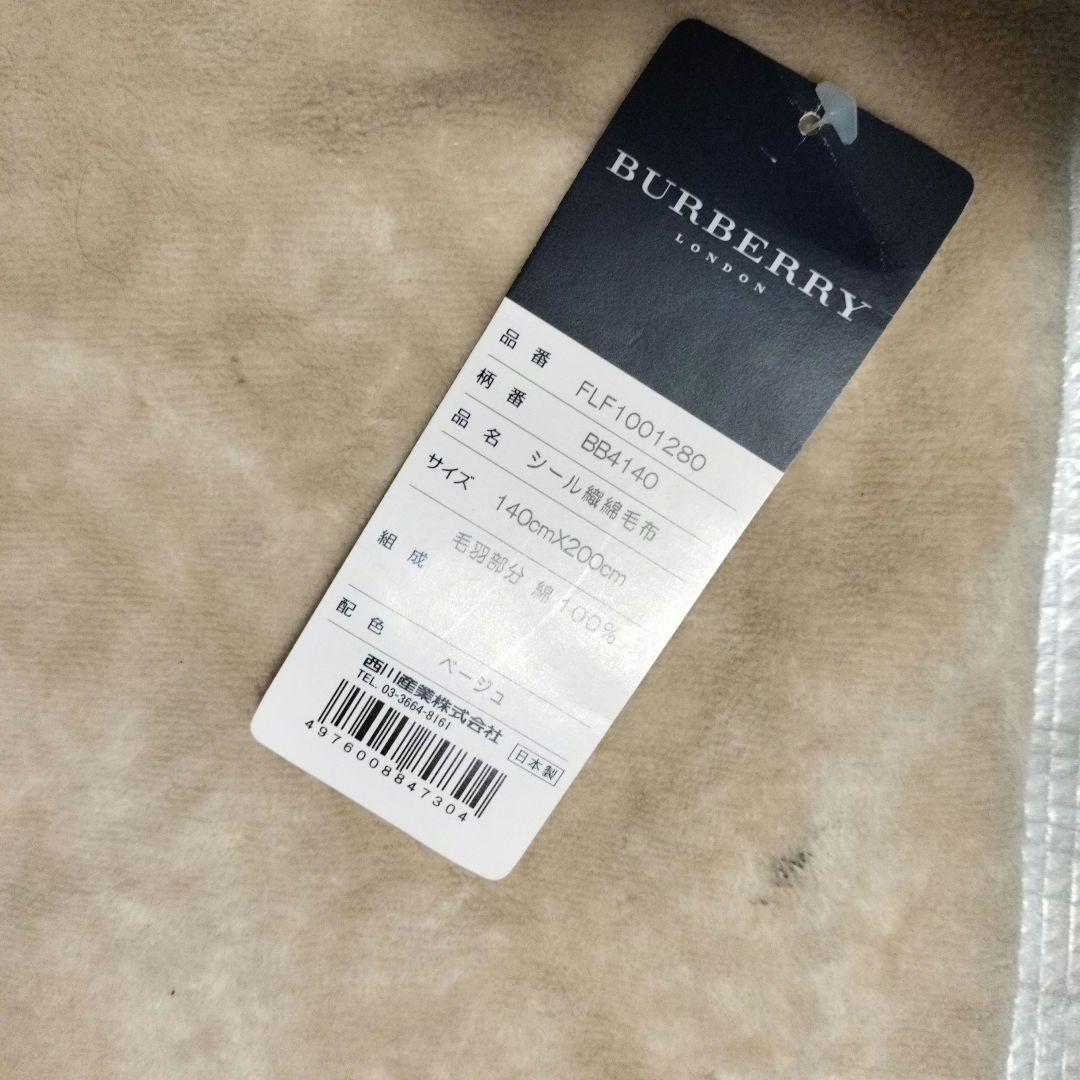 BURBERRY
LONDON
品番 FLF1001280
柄番 BB4140
品名 シール織綿毛布
サイズ 140cmX200cm
組成 毛羽部分 綿 100%
配色 ベージュ
西川産業株式会社
TEL. 03-3664-8161
日本製
4976008847304